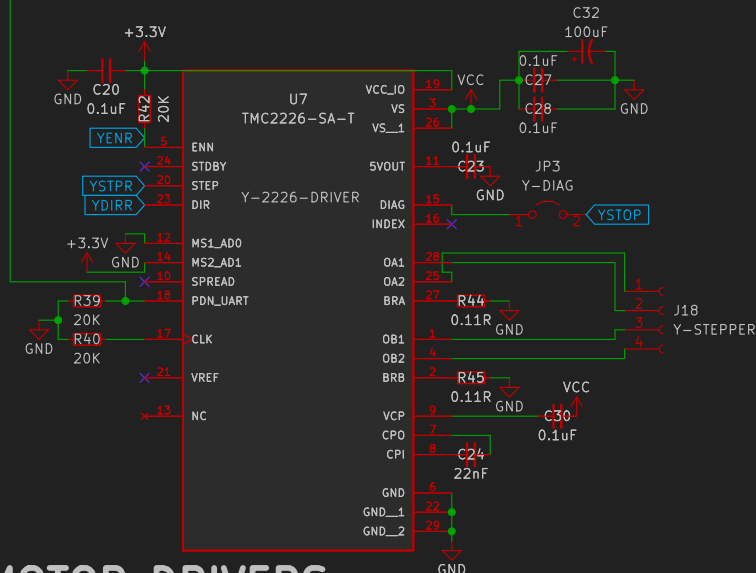 C32
100uF
+3.3V
C20
0.1uF
GND
R42
20K
U7
TMC2226-SA-T
Y-2226-DRIVER
VCC_IO 19
VS 3
VS__1 26
VCC
0.1uF
C27
C28
0.1uF
GND
YENR 5 ENN
24 STDBY
YSTPR 20 STEP
YDIRR 23 DIR
5VOUT 11
0.1uF
C23
GND
JP3
Y-DIAG
DIAG 15
1 2 YSTOP
INDEX 16
+3.3V
GND
12 MS1_AD0
14 MS2_AD1
10 SPREAD
18 PDN_UART
R39
20K
R40
20K
GND
17 CLK
21 VREF
13 NC
OA1 28
OA2 25
BRA 27 R44
0.11R
GND
OB1 1
OB2 4
BRB 2 R45
0.11R
GND
1
2
3
4
J18
Y-STEPPER
VCC
VCP 9 C30
0.1uF
CPO 7
CPI 8 C24
22nF
GND 6
GND__1 22
GND__2 29
GND
MOTOR DRIVERS